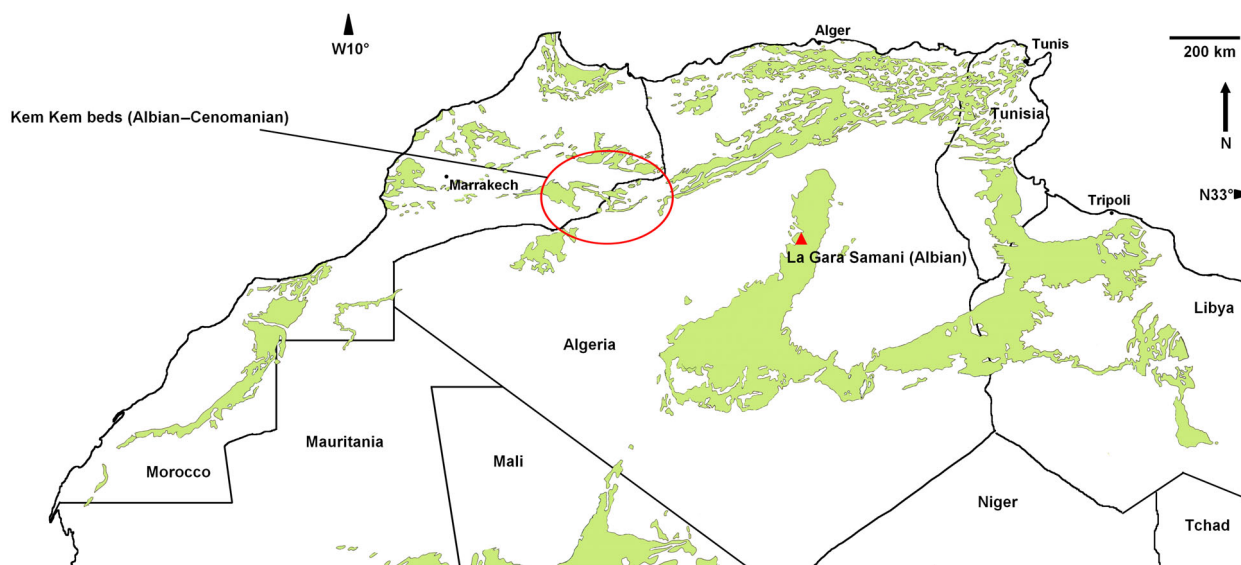 W10°
Alger
Tunis
200 km
Kem Kem beds (Albian–Cenomanian)
Tunisia
N
Marrakech
N33°
Tripoli
La Gara Samani (Albian)
Libya
Algeria
Mauritania
Morocco
Mali
Niger
Tchad